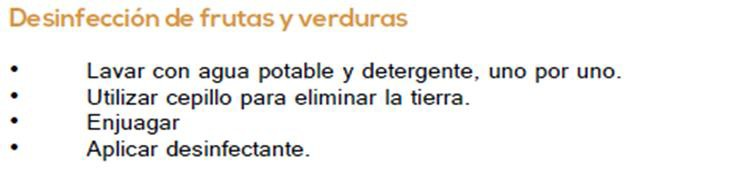 Desinfección de frutas y verduras
• Lavar con agua potable y detergente, uno por uno.
• Utilizar cepillo para eliminar la tierra.
• Enjuagar
• Aplicar desinfectante.